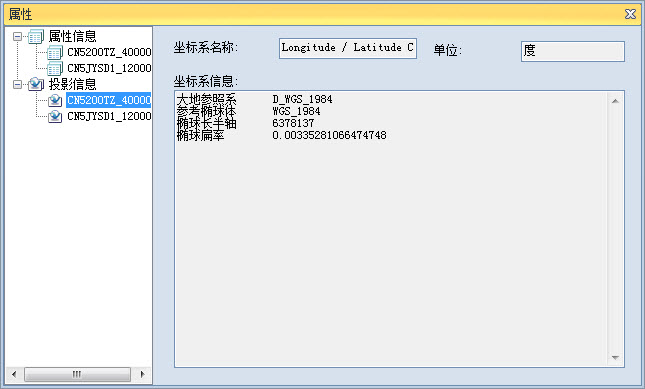 属性
属性信息
CN5200TZ_40000
CN5JYSD1_12000
投影信息
CN5200TZ_40000
CN5JYSD1_12000
坐标系名称:
Longitude / Latitude C
单位:
度
坐标系信息:
大地参照系 D_WGS_1984
参考椭球体 WGS_1984
椭球长半轴 6378137
椭球扁率 0.00335281066474748